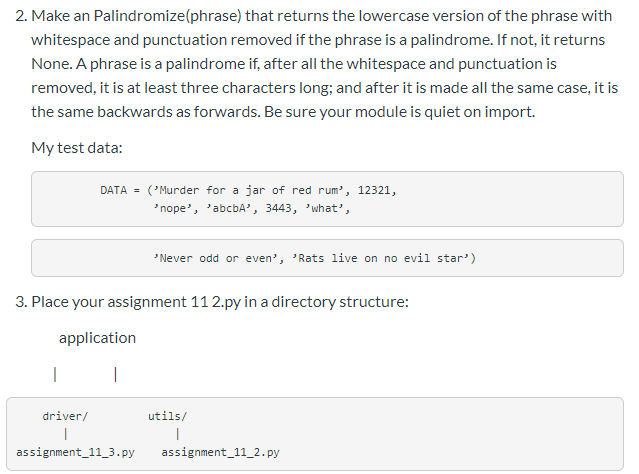 2. Make an Palindromize(phrase) that returns the lowercase version of the phrase with
whitespace and punctuation removed if the phrase is a palindrome. If not, it returns
None. A phrase is a palindrome if, after all the whitespace and punctuation is
removed, it is at least three characters long; and after it is made all the same case, it is
the same backwards as forwards. Be sure your module is quiet on import.
My test data:
DATA = (’Murder for a jar of red rum’, 12321,
’nope’, ’abcbA’, 3443, ’what’,
’Never odd or even’, ’Rats live on no evil star’)
3. Place your assignment 11 2.py in a directory structure:
application
| |
driver/ utils/
| |
assignment_11_3.py assignment_11_2.py